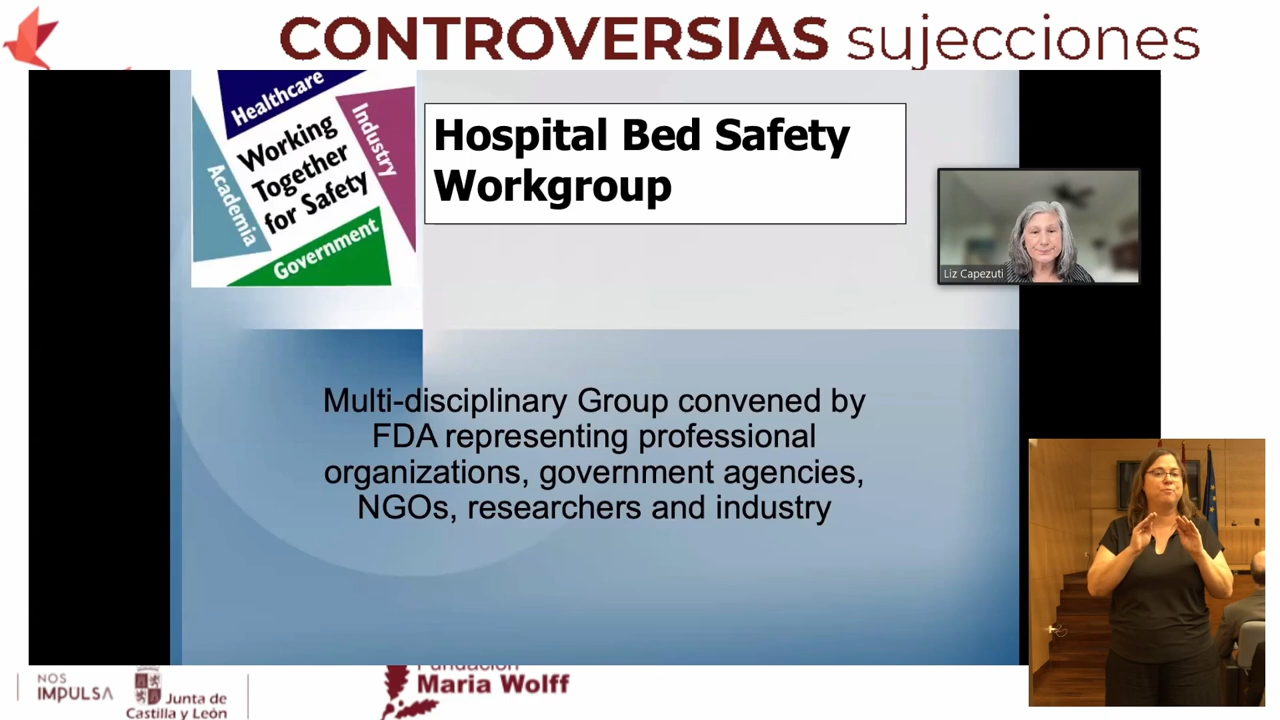 CONTROVERSIAS sujecciones
Healthcare
Industry
Working
Together
for Safety
Academia
Government
Hospital Bed Safety
Workgroup
Liz Capezuti
Multi-disciplinary Group convened by
FDA representing professional
organizations, government agencies,
NGOs, researchers and industry
NOS
IMPULSA
Junta de
Castilla y León
Fundación
Maria Wolff